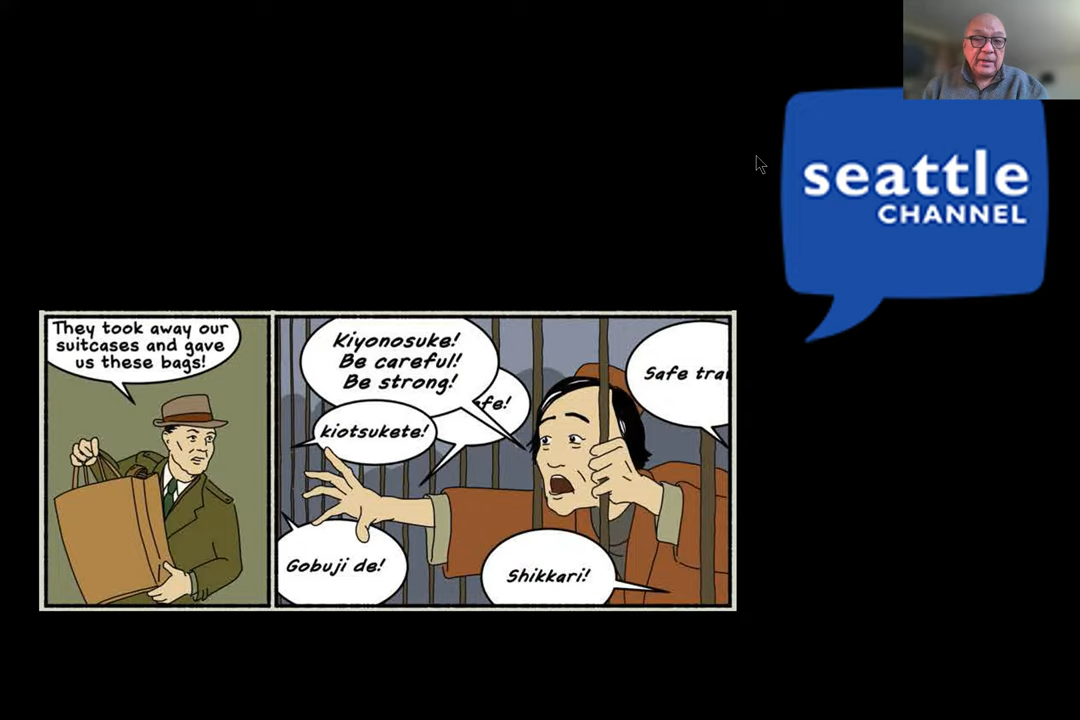 They took away our
suitcases and gave
us these bags!
Kiyonosuke!
Be careful!
Be strong!
kiotsukete!
Safe
Gobuji de!
Shikkari!
seattle
CHANNEL